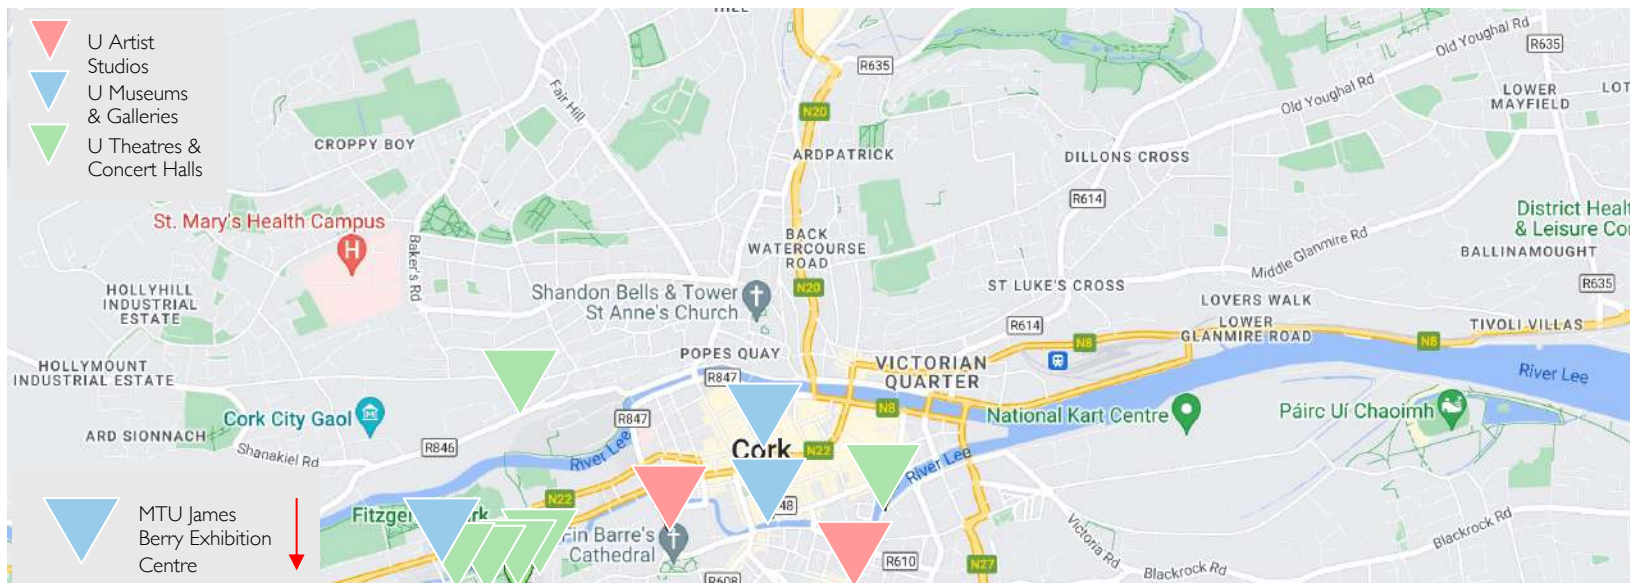 U Artist
Studios
U Museums
& Galleries
U Theatres &
Concert Halls
R635
Old Youghal Rd
R635
Fair Hill
N20
Old Youghal Rd
LOWER
MAYFIELD
CROPPY BOY
ARDPATRICK
DILLONS CROSS
R614
St. Mary's Health Campus
H
Baker's Rd
BACK
WATERCOURSE
ROAD
Middle Glanmire Rd
District Heal
& Leisure Co
BALLINAMOUGHT
HOLLYHILL
INDUSTRIAL
ESTATE
Shandon Bells & Tower
St Anne's Church
N20
ST LUKE'S CROSS
LOVERS WALK
R635
R614
LOWER
GLANMIRE ROAD
TIVOLI VILLAS
N8
N8
HOLLYMOUNT
INDUSTRIAL ESTATE
POPES QUAY
VICTORIAN
QUARTER
R847
River Lee
Cork City Gaol
R847
N8
National Kart Centre
Páirc Uí Chaoimh
ARD SIONNACH
Shanakiel Rd
R846
River Lee
Cork
N22
River Lee
N22
48
MTU James
Berry Exhibition
Centre
Fitzger
rk
Fin Barre's
Cathedral
R608
R610
N27
Victoria Rd
Blackrock Rd
Blackrock Rd